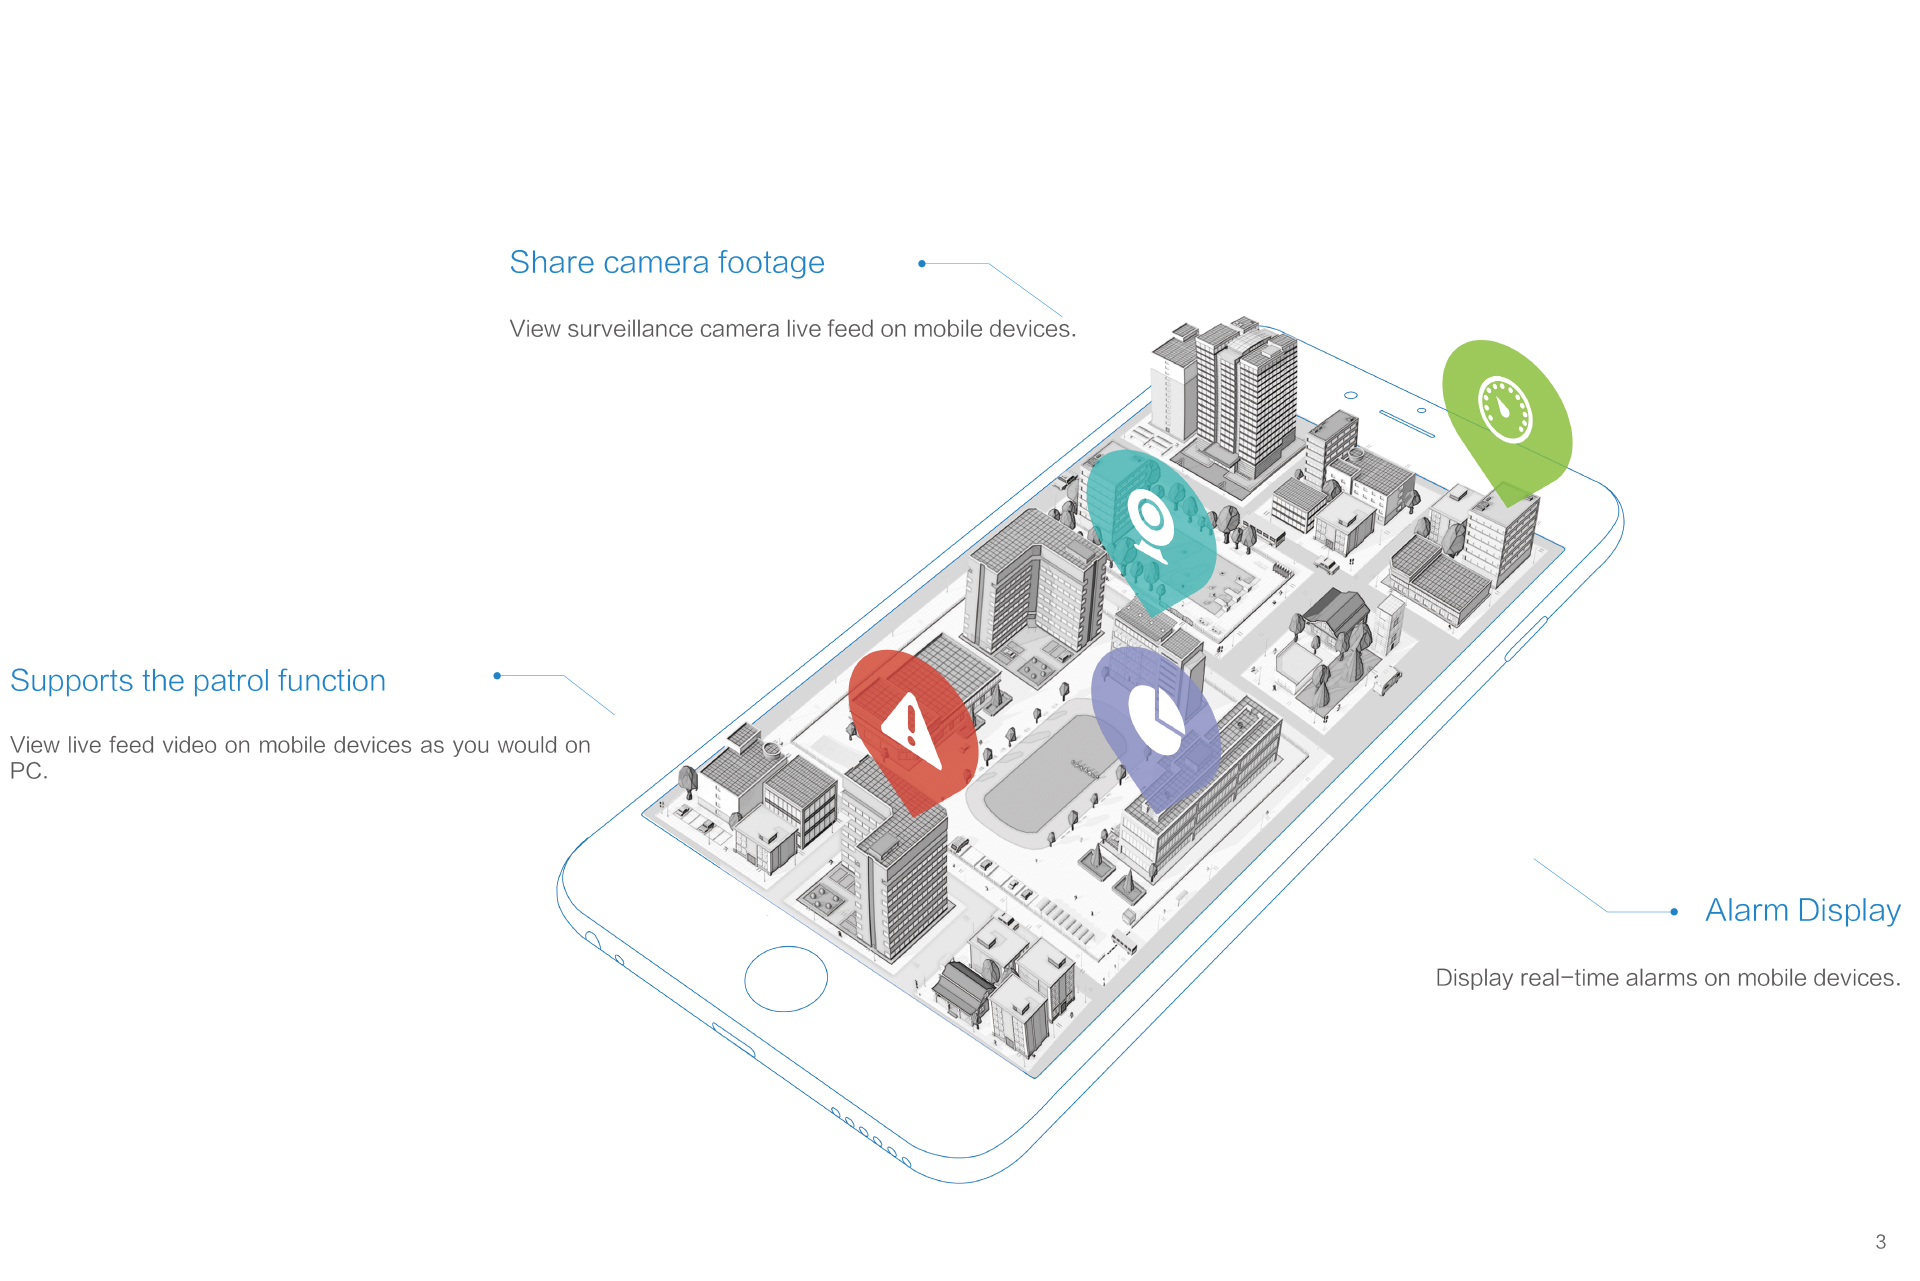 Share camera footage
View surveillance camera live feed on mobile devices.
Supports the patrol function
View live feed video on mobile devices as you would on
PC.
Alarm Display
Display real-time alarms on mobile devices.
3